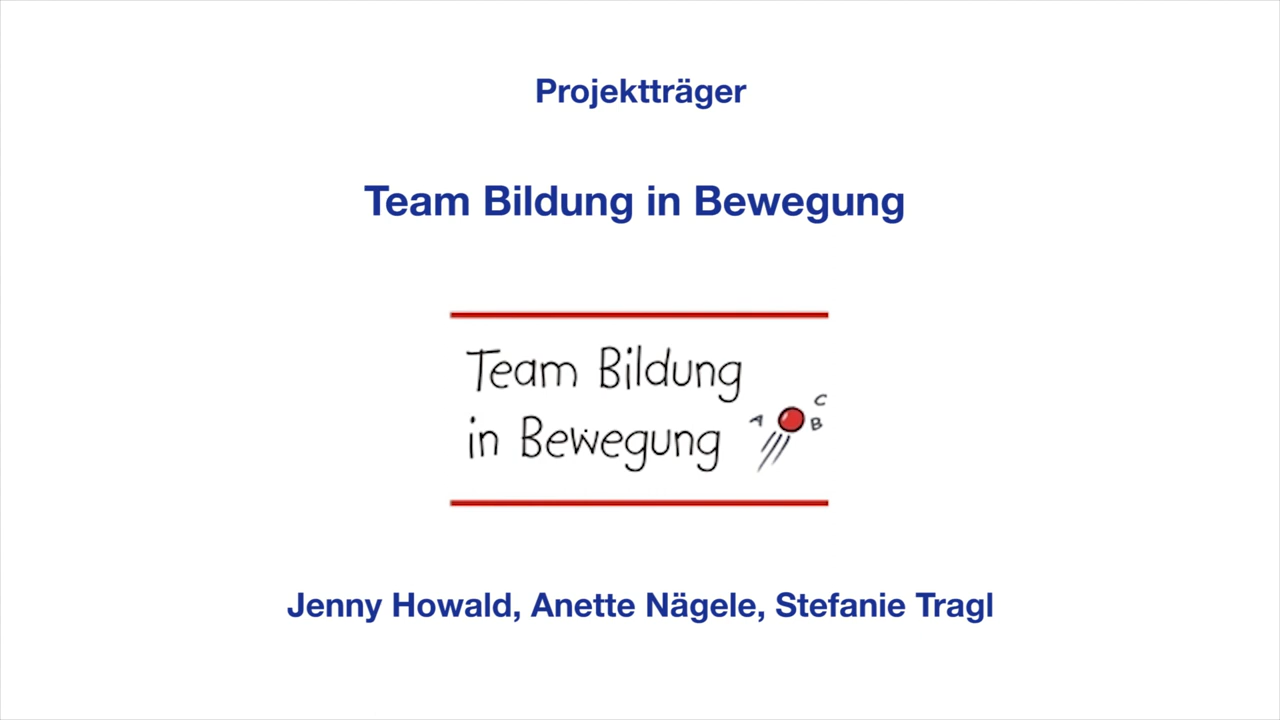 Projektträger
Team Bildung in Bewegung
Team Bildung
in Bewegung
C
A B
Jenny Howald, Anette Nägele, Stefanie Tragl